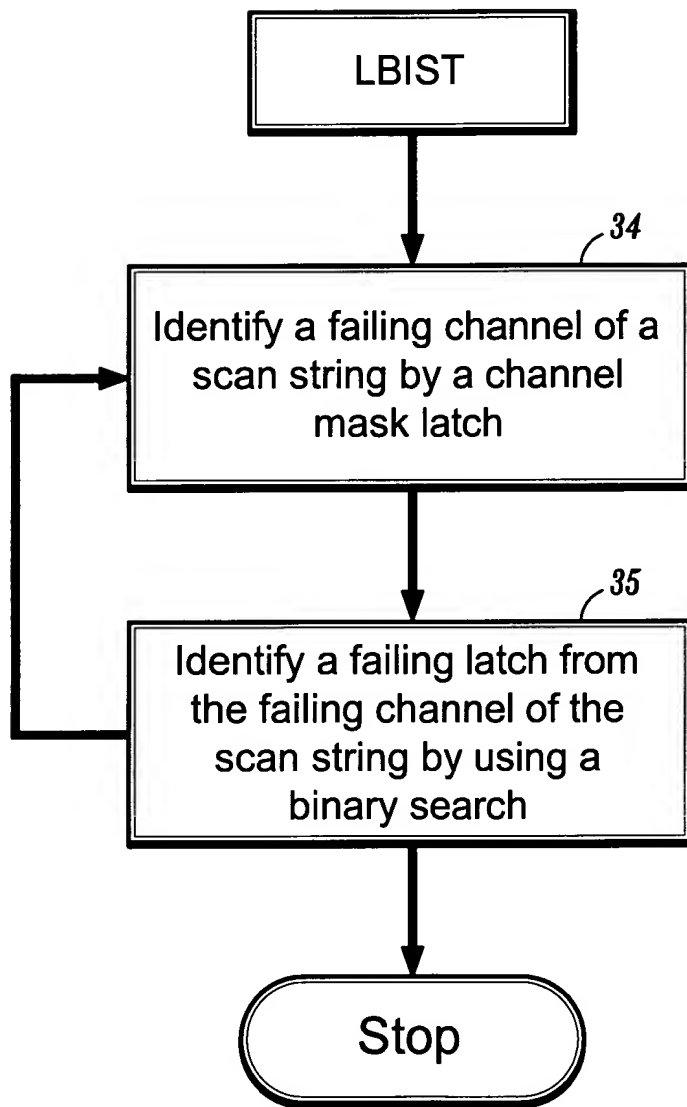 LBIST
34
Identify a failing channel of a
scan string by a channel
mask latch
35
Identify a failing latch from
the failing channel of the
scan string by using a
binary search
Stop